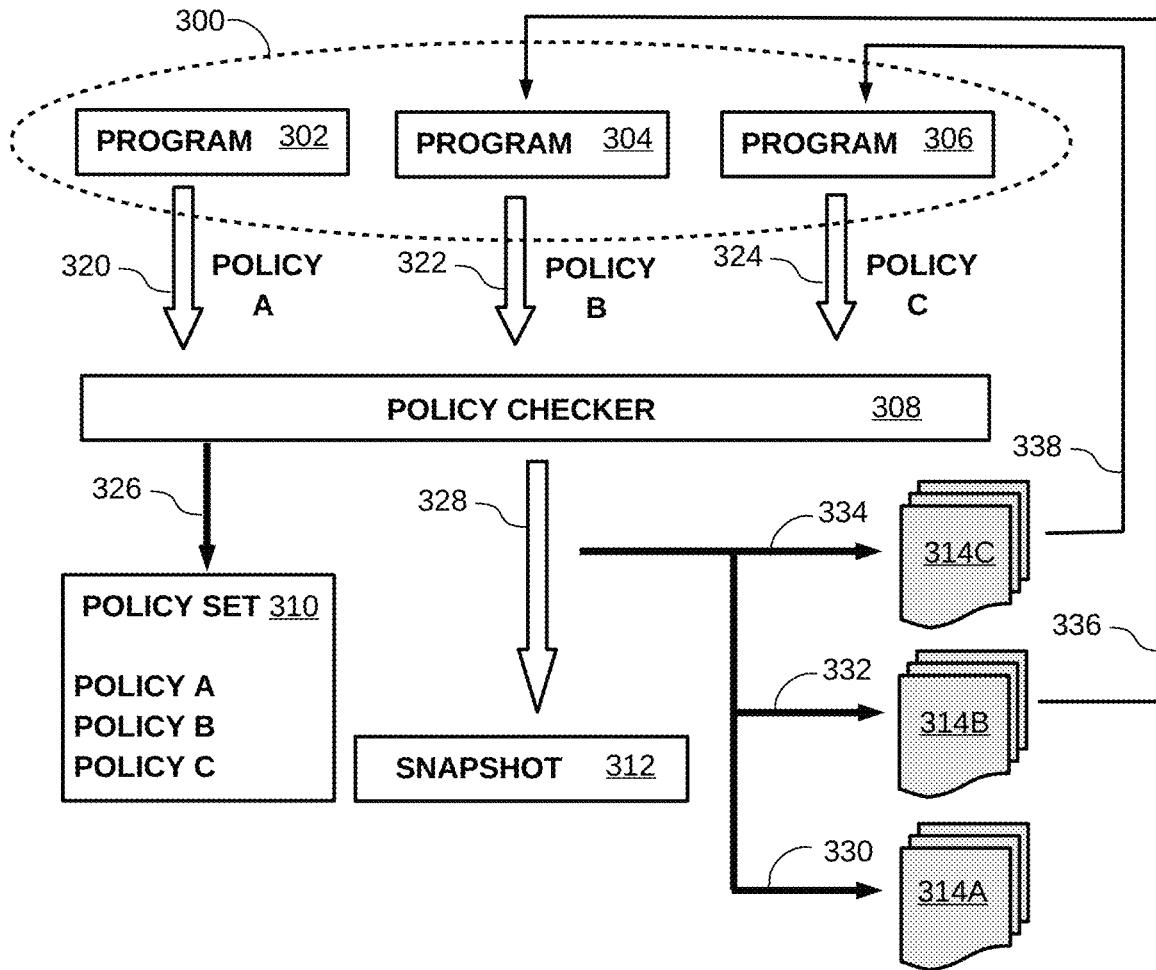 300
PROGRAM 302
PROGRAM 304
PROGRAM 306
320
POLICY
A
322
POLICY
B
324
POLICY
C
POLICY CHECKER 308
326
328
338
334
314C
POLICY SET 310
336
POLICY A
POLICY B
POLICY C
332
314B
SNAPSHOT 312
330
314A